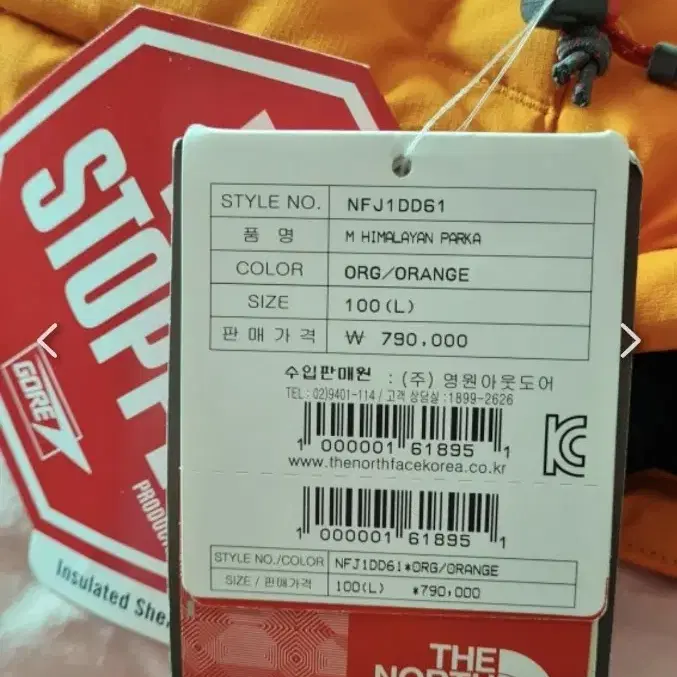 STOPP
GORE
PRODUC
Insulated She
STYLE NO. NFJ1DD61
품 명 M HIMALAYAN PARKA
COLOR ORG/ORANGE
SIZE 100(L)
판매가격 ₩ 790,000
수입판매원 : (주) 영원아웃도어
TEL: 02)9401-114 / 고객 상담실 : 1899-2626
1 000001 61895 1
www.thenorthfacekorea.co.kr
1 000001 61895 1
STYLE NO./COLOR NFJ1DD61*ORG/ORANGE
SIZE / 판매가격 100(L) *790,000
THE
NORTH